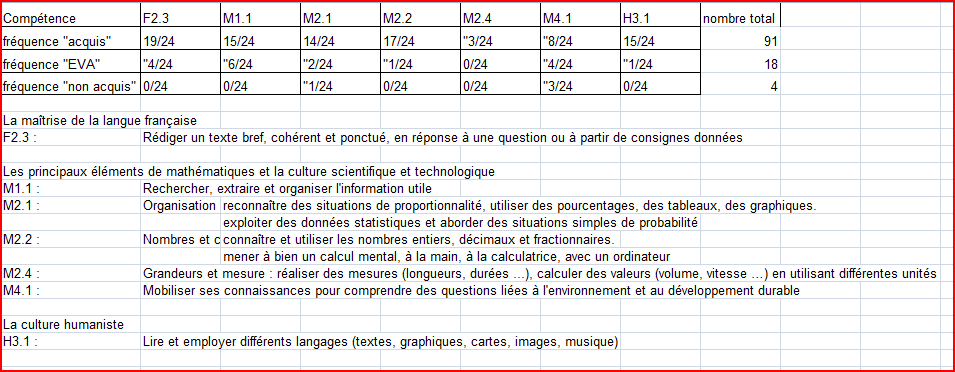 Compétence F2.3 M1.1 M2.1 M2.2 M2.4 M4.1 H3.1 nombre total
fréquence "acquis" 19/24 15/24 14/24 17/24 "3/24 "8/24 15/24 91
fréquence "EVA" "4/24 "6/24 "2/24 "1/24 0/24 "4/24 "1/24 18
fréquence "non acquis" 0/24 0/24 "1/24 0/24 0/24 "3/24 0/24 4
La maîtrise de la langue française
F2.3 : Rédiger un texte bref, cohérent et ponctué, en réponse à une question ou à partir de consignes données
Les principaux éléments de mathématiques et la culture scientifique et technologique
M1.1 : Rechercher, extraire et organiser l'information utile
M2.1 : Organisation reconnaître des situations de proportionnalité, utiliser des pourcentages, des tableaux, des graphiques.
exploiter des données statistiques et aborder des situations simples de probabilité
M2.2 : Nombres et c connaître et utiliser les nombres entiers, décimaux et fractionnaires.
mener à bien un calcul mental, à la main, à la calculatrice, avec un ordinateur
M2.4 : Grandeurs et mesure : réaliser des mesures (longueurs, durées ...), calculer des valeurs (volume, vitesse ...) en utilisant différentes unités
M4.1 : Mobiliser ses connaissances pour comprendre des questions liées à l'environnement et au développement durable
La culture humaniste
H3.1 : Lire et employer différents langages (textes, graphiques, cartes, images, musique)